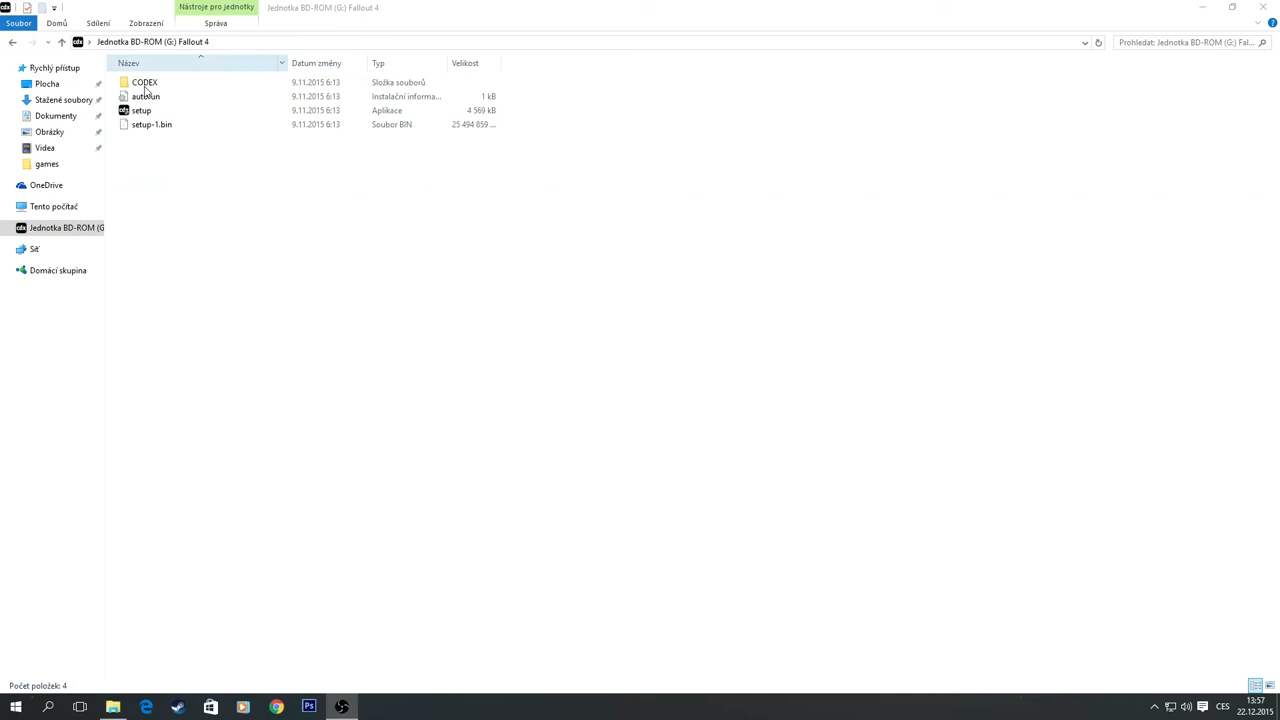 Nástroje pro jednotky
Jednotka BD-ROM (G:) Fallout 4
Soubor
Domů
Sdílení
Zobrazení
Správa
Jednotka BD-ROM (G:) Fallout 4
Prohledat: Jednotka BD-ROM (G:) Fal...
Název
Datum změny
Typ
Velikost
CODEX
9.11.2015 6:13
Složka souborů
autorun
9.11.2015 6:13
Instalační informa...
1 kB
setup
9.11.2015 6:13
Aplikace
4 569 kB
setup-1.bin
9.11.2015 6:13
Soubor BIN
25 494 859 ...
Rychlý přístup
Plocha
Stažené soubory
Dokumenty
Obrázky
Videa
games
OneDrive
Tento počítač
Jednotka BD-ROM (G
Síť
Domácí skupina
Počet položek: 4
CES
13:57
22.12.2015